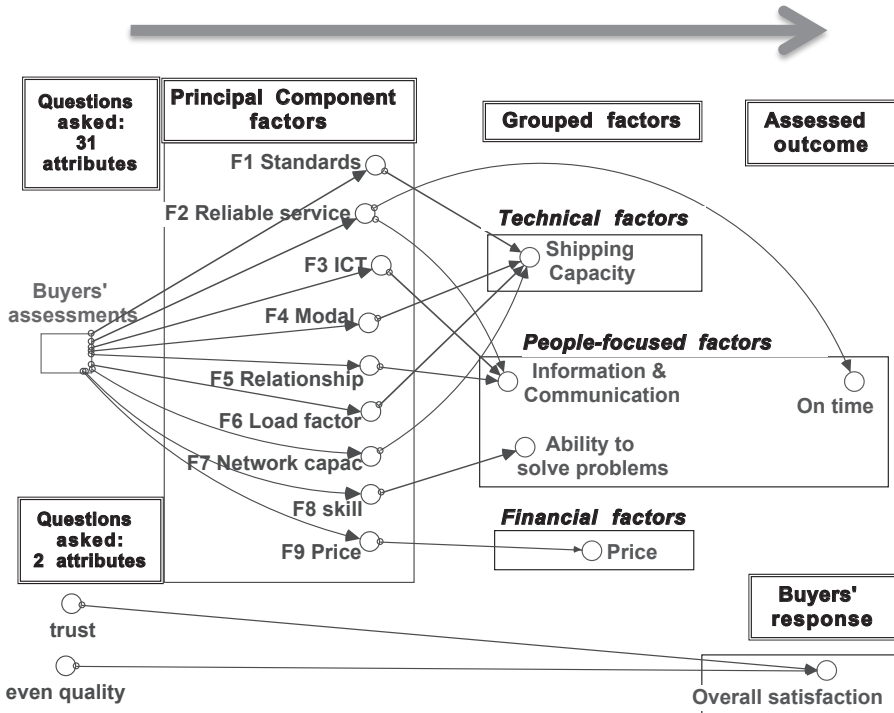 Questions
asked:
31
attributes
Principal Component
factors
Grouped factors
Assessed
outcome
F1 Standards
F2 Reliable service
F3 ICT
F4 Modal
F5 Relationship
F6 Load factor
F7 Network capac
F8 skill
F9 Price
Buyers'
assessments
Technical factors
Shipping
Capacity
People-focused factors
Information &
Communication
On time
Ability to
solve problems
Financial factors
Price
Questions
asked:
2 attributes
trust
even quality
Buyers'
response
Overall satisfaction